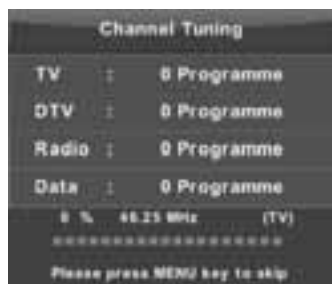 Channel Tuning
TV : 0 Programme
DTV : 0 Programme
Radio : 0 Programme
Data : 0 Programme
0 % 46.25 MHz (TV)
Please press MENU key to skip